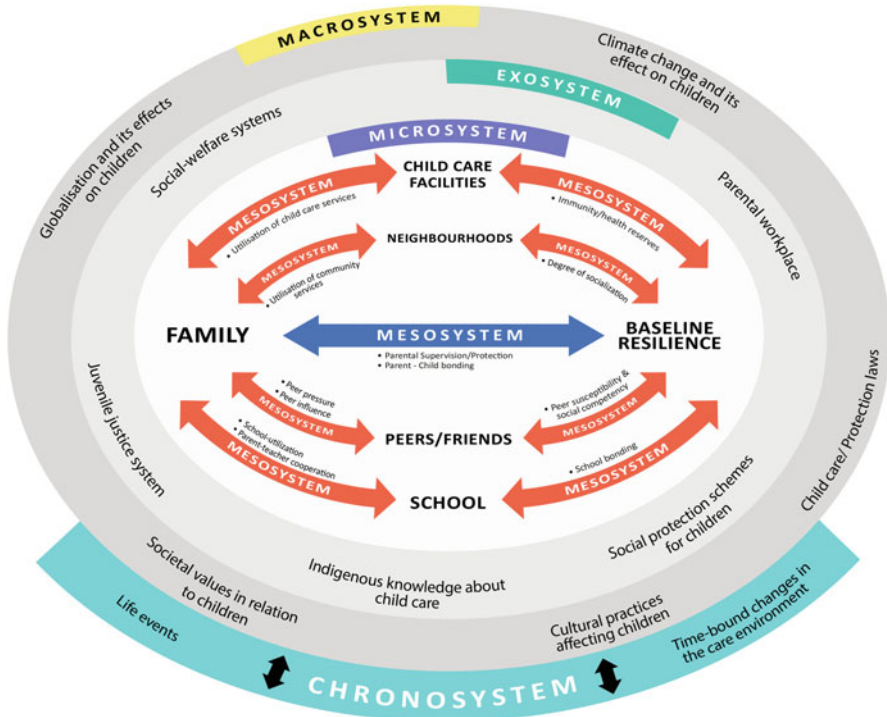 MACROSYSTEM
Climate change and its
effect on children
EXOSYSTEM
Globalisation and its effects
on children
Social-welfare systems
MICROSYSTEM
CHILD CARE
FACILITIES
MESOSYSTEM
• Utilisation of child care services
MESOSYSTEM
• Immunity/health reserves
Parental workplace
NEIGHBOURHOODS
MESOSYSTEM
• Utilisation of community
services
MESOSYSTEM
• Degree of socialization
FAMILY
MESOSYSTEM
• Parental Supervision/Protection
• Parent - Child bonding
BASELINE
RESILIENCE
• Peer pressure
• Peer influence
MESOSYSTEM
• Peer susceptibility &
social competency
MESOSYSTEM
PEERS/FRIENDS
• School-utilization
• Parent-teacher cooperation
MESOSYSTEM
• School bonding
MESOSYSTEM
SCHOOL
Juvenile justice system
Child care/ Protection laws
Social protection schemes
for children
Indigenous knowledge about
child care
Societal values in relation
to children
Cultural practices
affecting children
Life events
Time-bound changes in
the care environment
CHRONOSYSTEM